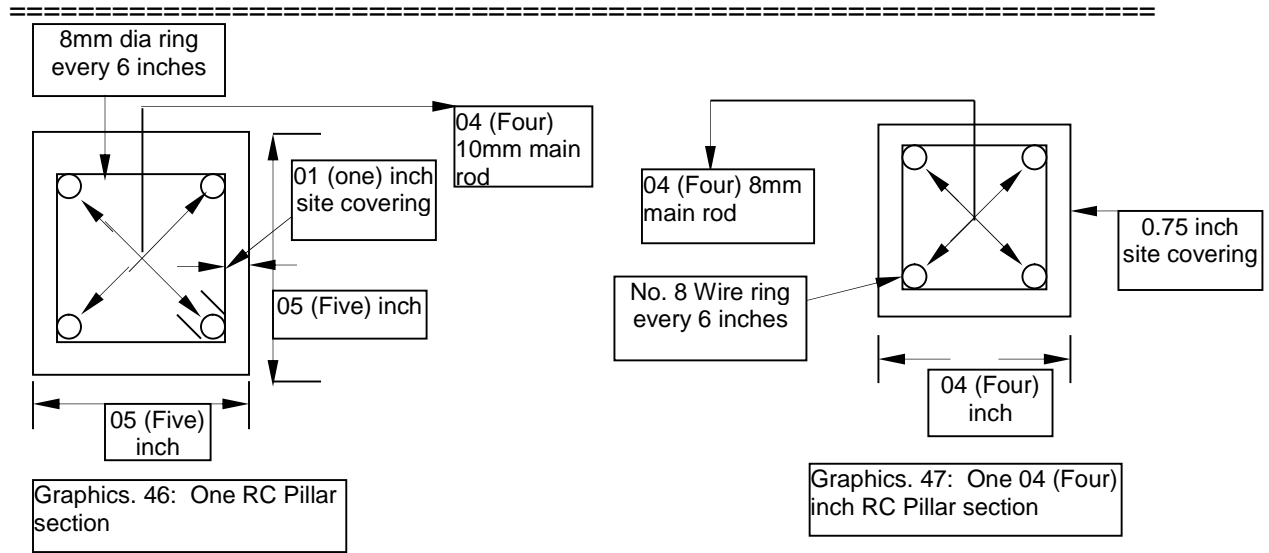 8mm dia ring
every 6 inches
04 (Four)
10mm main
rod
01 (one) inch
site covering
05 (Five) inch
05 (Five)
inch
Graphics. 46: One RC Pillar
section
04 (Four) 8mm
main rod
0.75 inch
site covering
No. 8 Wire ring
every 6 inches
04 (Four)
inch
Graphics. 47: One 04 (Four)
inch RC Pillar section